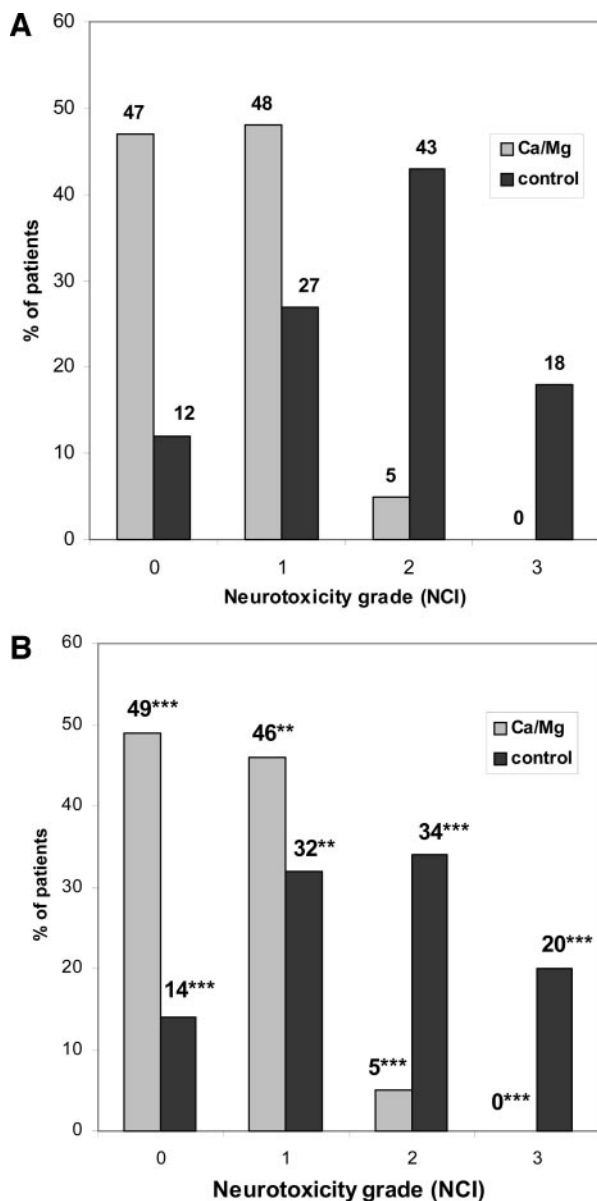 A
60
50
40
30
20
10
0
% of patients
47
12
48
27
5
43
0
18
Ca/Mg
control
0 1 2 3
Neurotoxicity grade (NCI)
B
60
50
40
30
20
10
0
% of patients
49***
14***
46**
32**
5***
34***
0***
20***
Ca/Mg
control
0 1 2 3
Neurotoxicity grade (NCI)